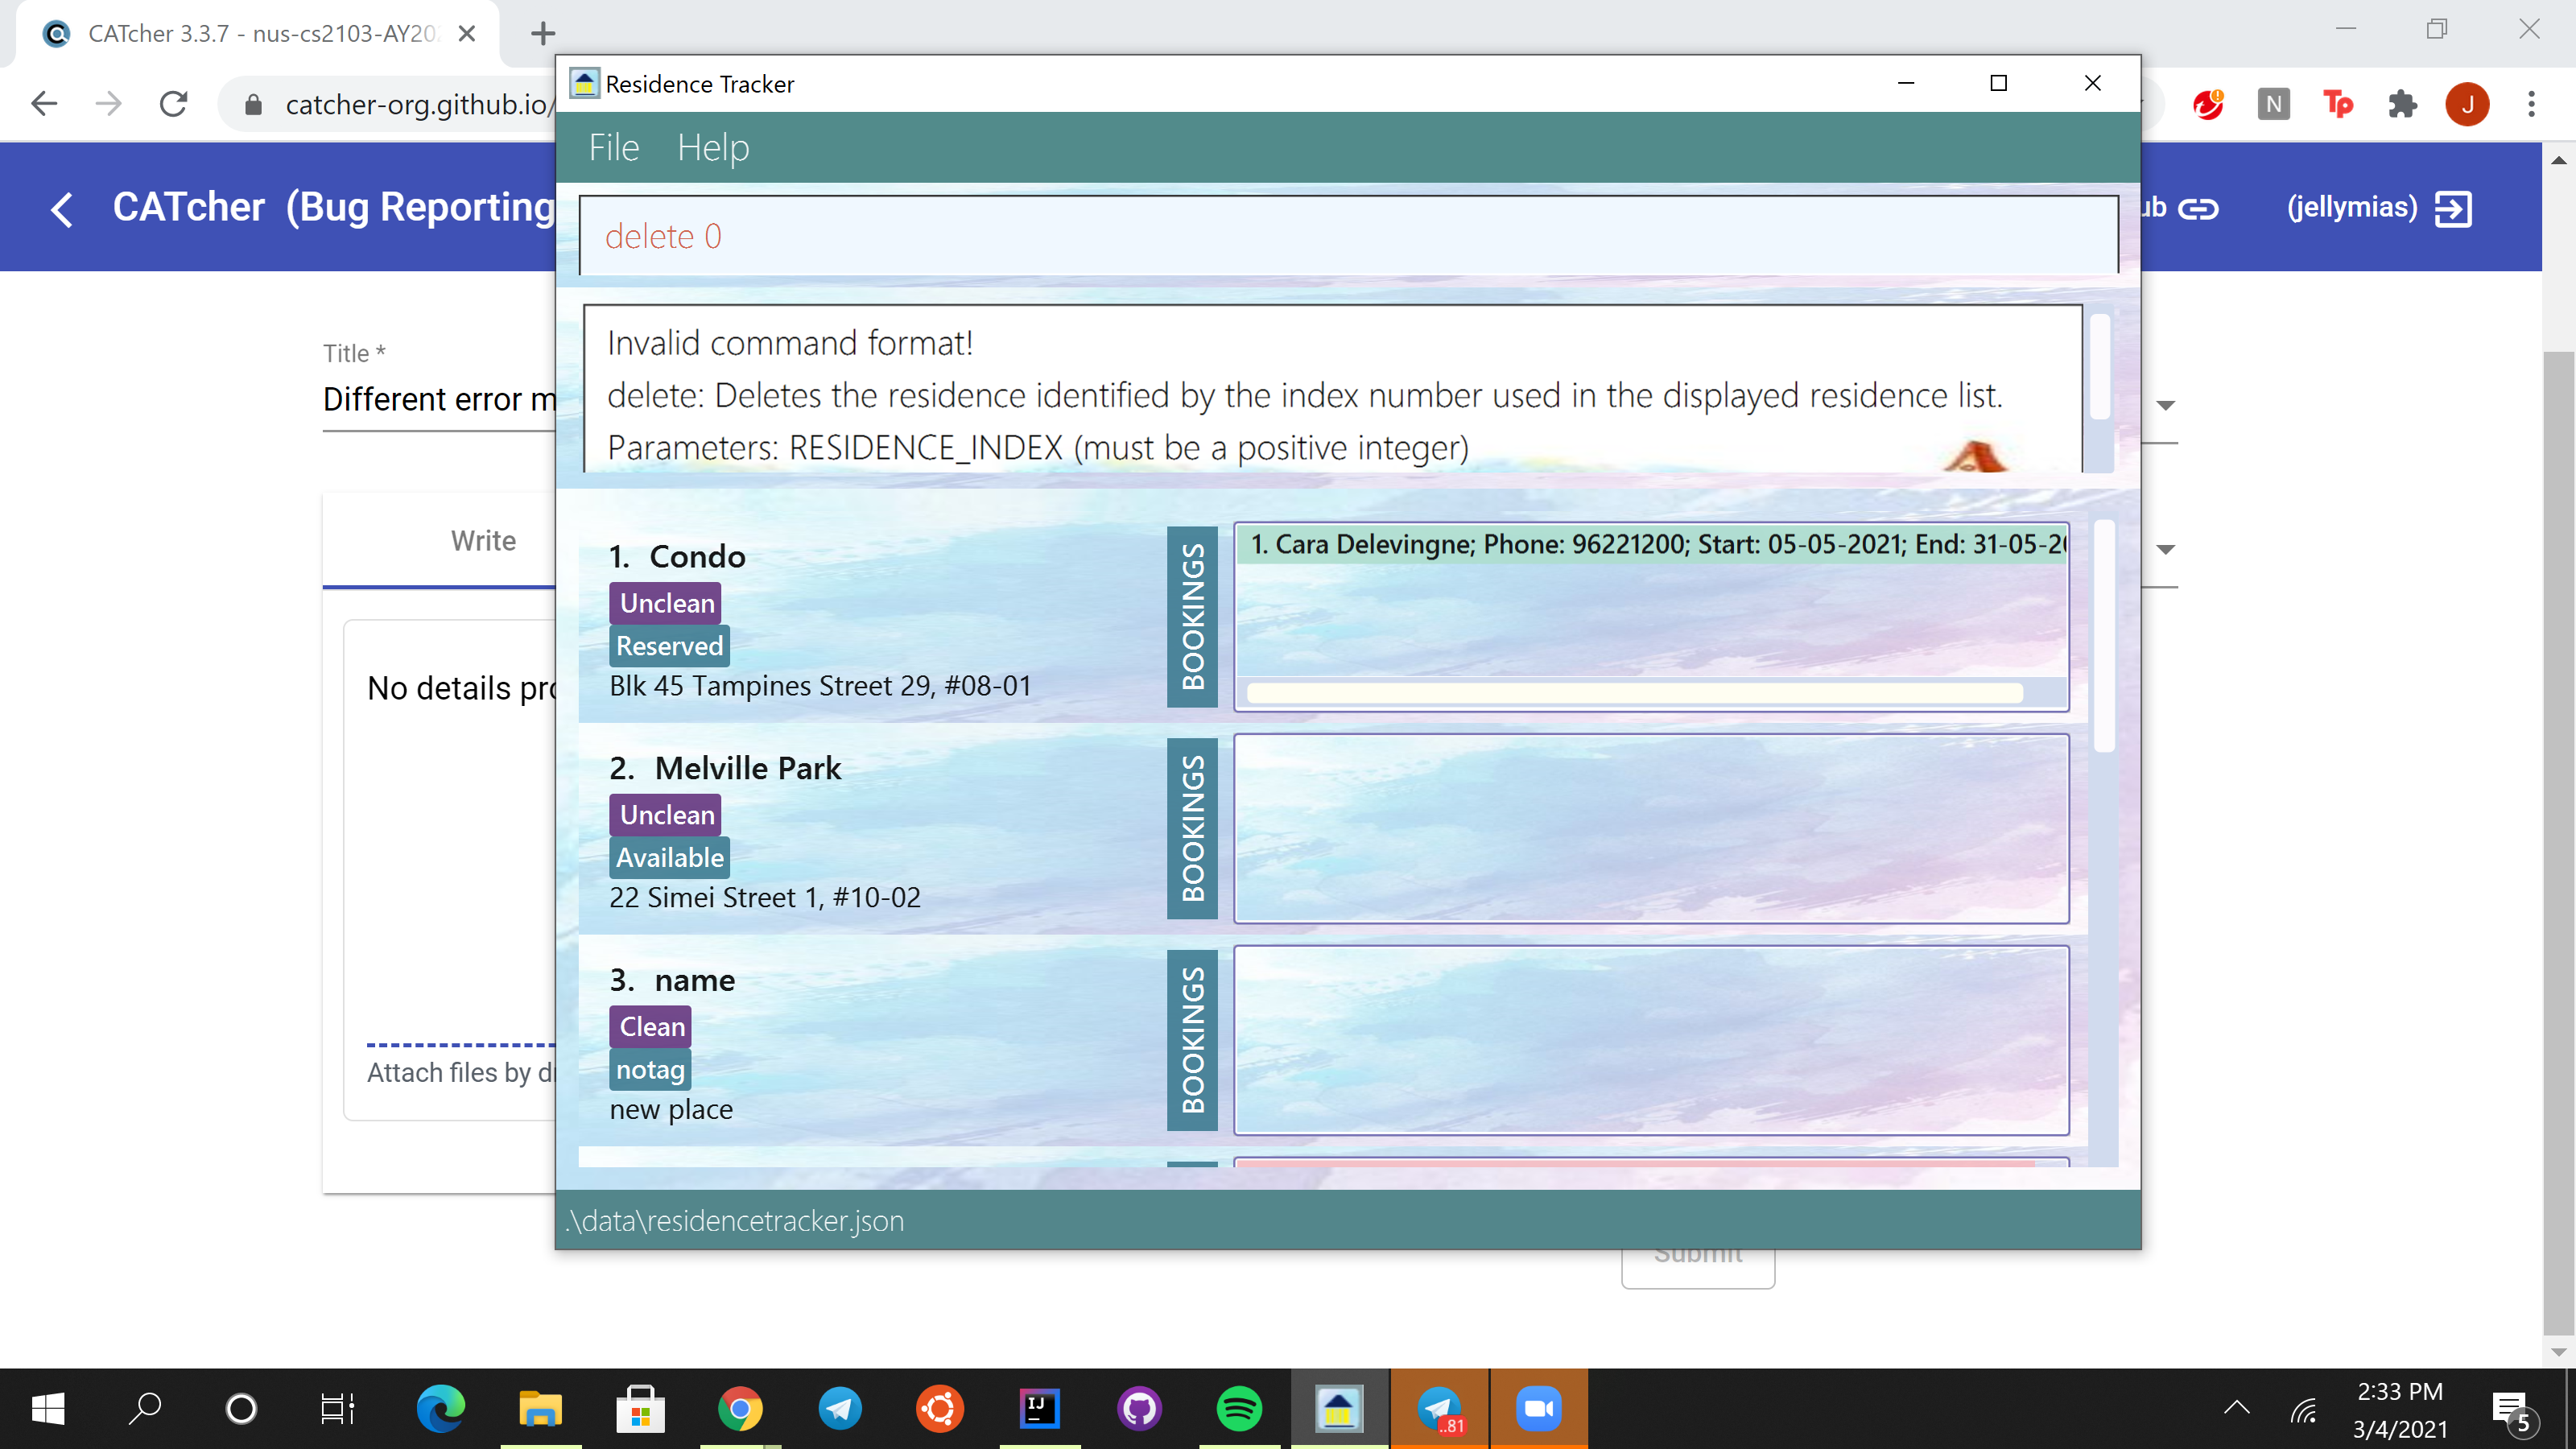 CATcher 3.3.7 - nus-cs2103-AY20
catcher-org.github.io/
N
Tp
J
CATcher (Bug Reporting
ub
(jellymias)
Title *
Different error m
Write
No details pro
Attach files by d
Submit
Residence Tracker
File Help
delete 0
Invalid command format!
delete: Deletes the residence identified by the index number used in the displayed residence list.
Parameters: RESIDENCE_INDEX (must be a positive integer)
1. Condo
Unclean
Reserved
Blk 45 Tampines Street 29, #08-01
BOOKINGS
1. Cara Delevingne; Phone: 96221200; Start: 05-05-2021; End: 31-05-20
2. Melville Park
Unclean
Available
22 Simei Street 1, #10-02
BOOKINGS
3. name
Clean
notag
new place
BOOKINGS
.\data\residencetracker.json
IJ
..81
2:33 PM
3/4/2021
5